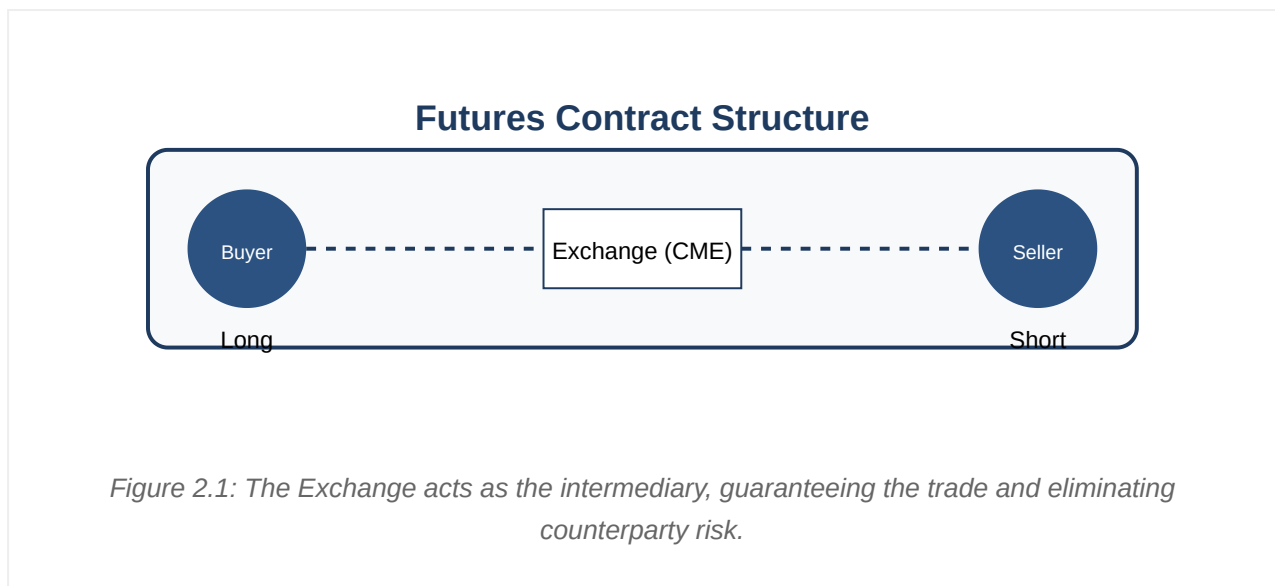 Futures Contract Structure
Buyer
Exchange (CME)
Seller
Long
Short
Figure 2.1: The Exchange acts as the intermediary, guaranteeing the trade and eliminating
counterparty risk.